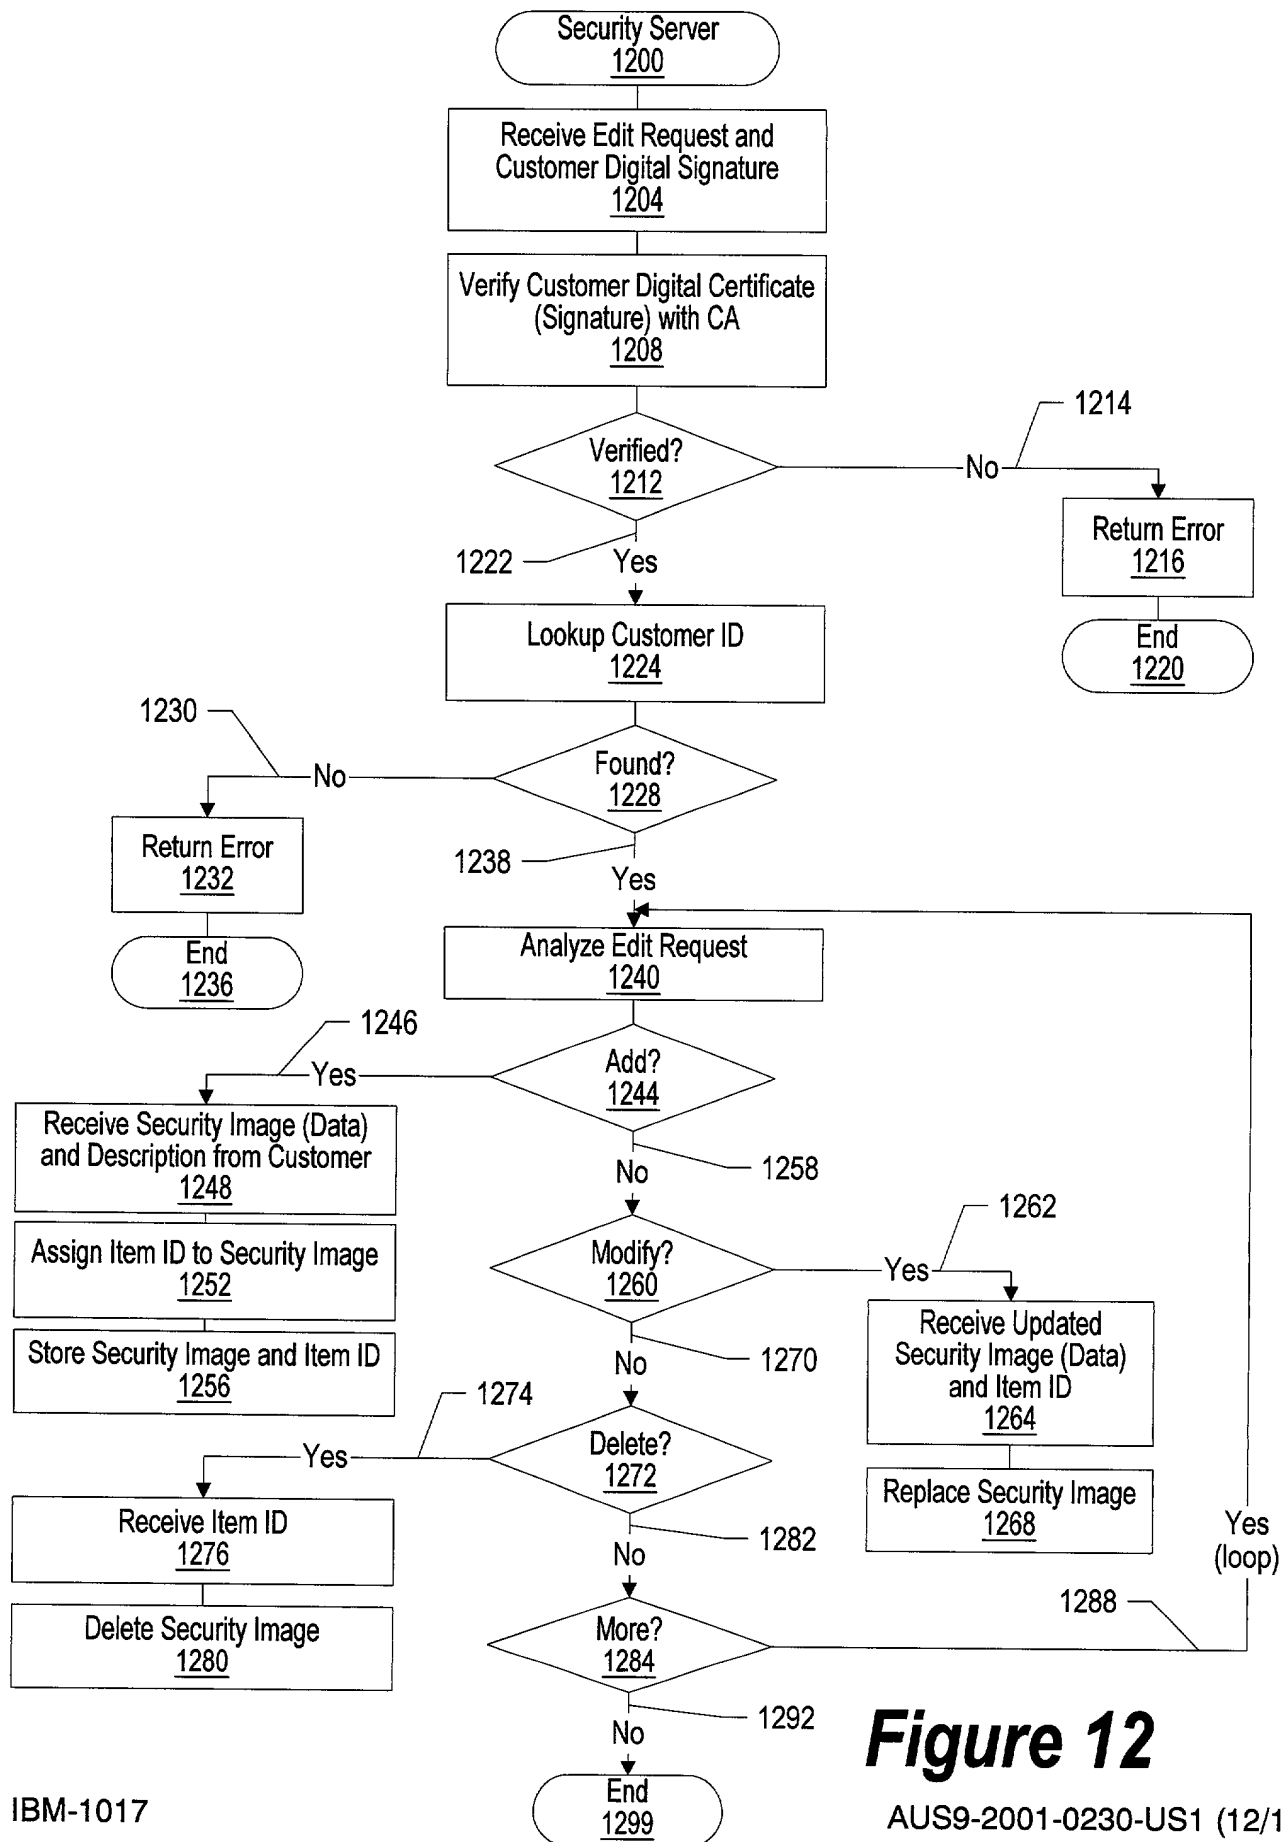 Security Server
1200
Receive Edit Request and
Customer Digital Signature
1204
Verify Customer Digital Certificate
(Signature) with CA
1208
1214
Verified?
1212
No
1222
Yes
Return Error
1216
End
1220
Lookup Customer ID
1224
1230
No
Found?
1228
Return Error
1232
End
1236
1238
Yes
Analyze Edit Request
1240
1246
Yes
Add?
1244
Receive Security Image (Data)
and Description from Customer
1248
Assign Item ID to Security Image
1252
Store Security Image and Item ID
1256
1258
No
1262
Modify?
1260
Yes
Receive Updated
Security Image (Data)
and Item ID
1264
Replace Security Image
1268
1270
No
1274
Yes
Delete?
1272
Receive Item ID
1276
Delete Security Image
1280
1282
No
Yes
(loop)
1288
More?
1284
1292
No
End
1299
Figure 12
IBM-1017
AUS9-2001-0230-US1 (12/1